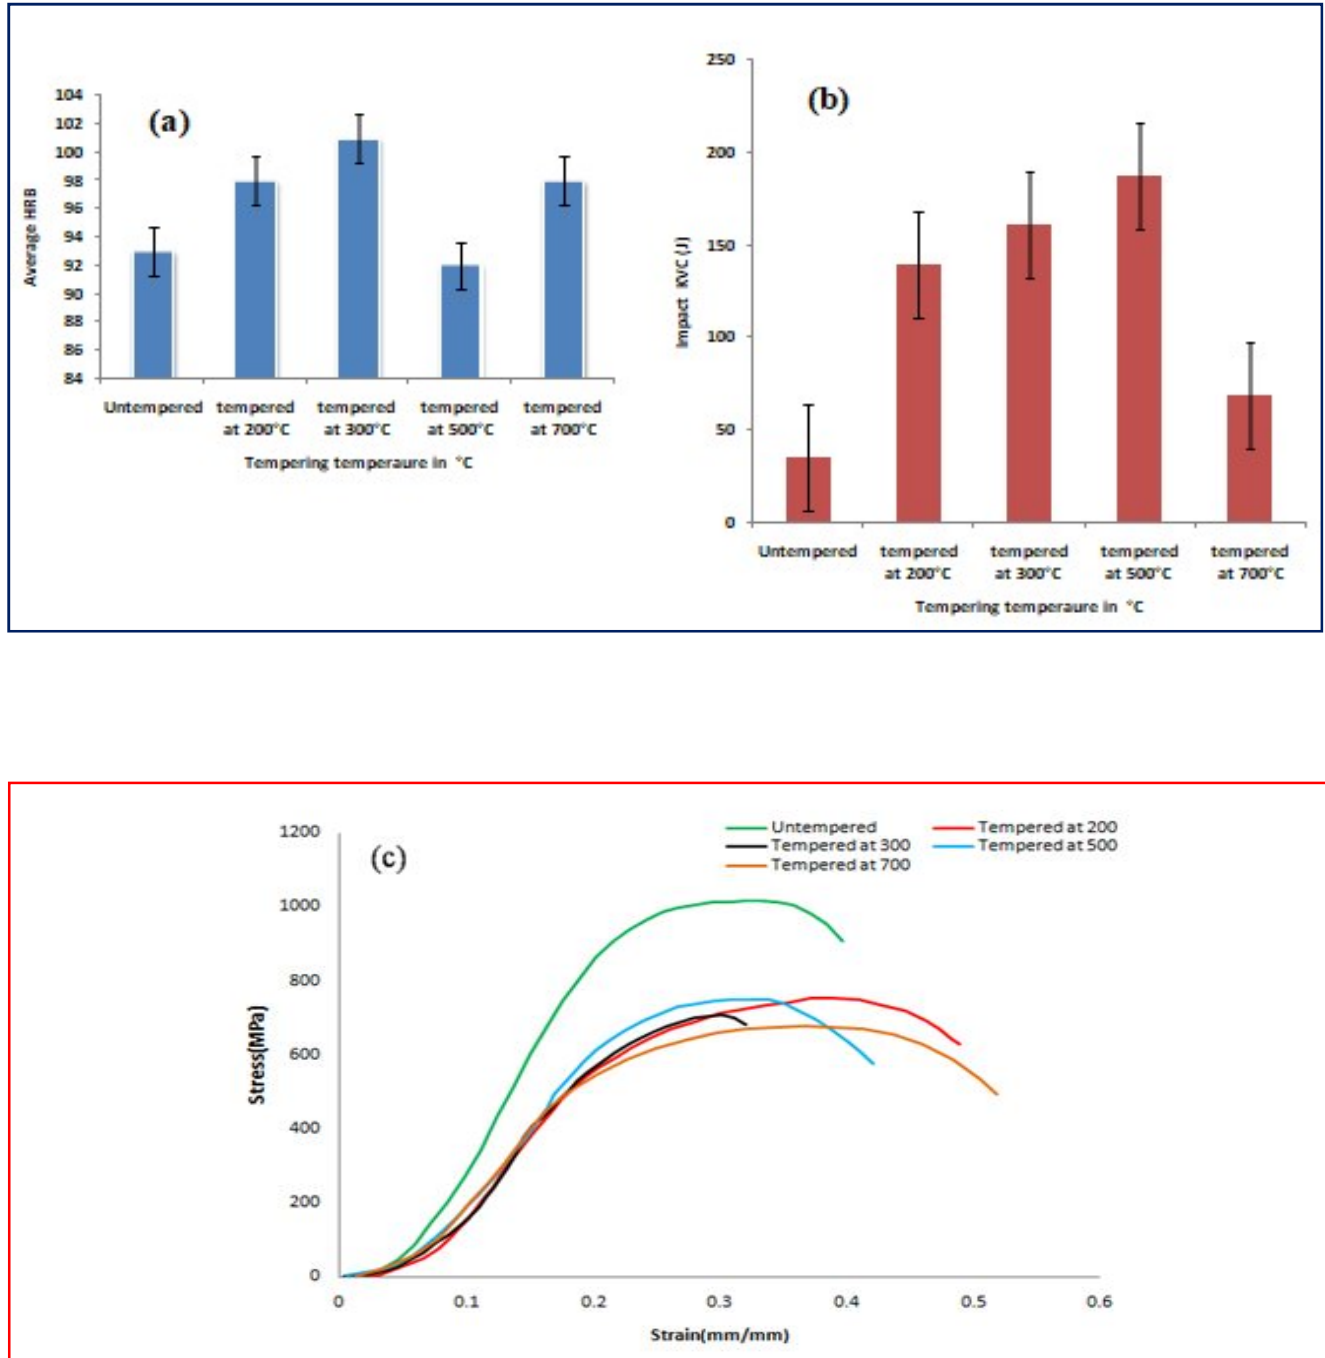 (a)
104
102
100
98
96
94
92
90
88
86
84
Average HRB
Untempered tempered tempered tempered tempered
at 200°C at 300°C at 500°C at 700°C
Tempering temperaure in °C
(b)
250
200
150
100
50
0
Impact KVC (J)
Untempered tempered tempered tempered tempered
at 200°C at 300°C at 500°C at 700°C
Tempering temperaure in °C
(c)
Untempered Tempered at 200
Tempered at 300 Tempered at 500
Tempered at 700
1200
1000
800
600
400
200
0
Stress(MPa)
0 0.1 0.2 0.3 0.4 0.5 0.6
Strain(mm/mm)